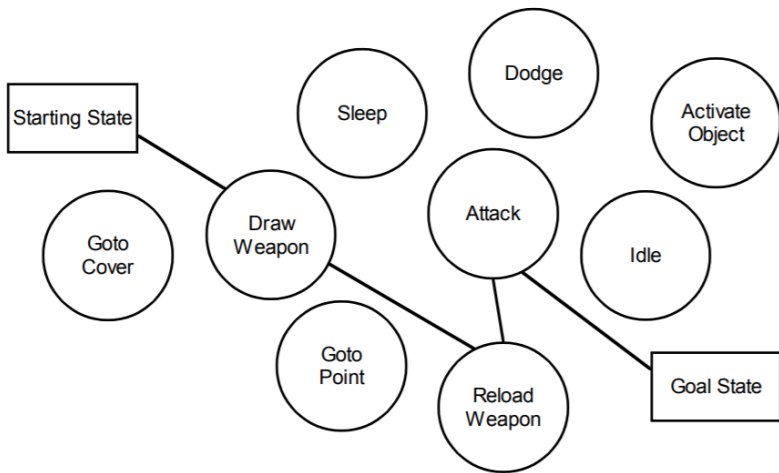 Dodge
Starting State
Sleep
Activate
Object
Attack
Draw
Weapon
Goto
Cover
Idle
Goto
Point
Reload
Weapon
Goal State